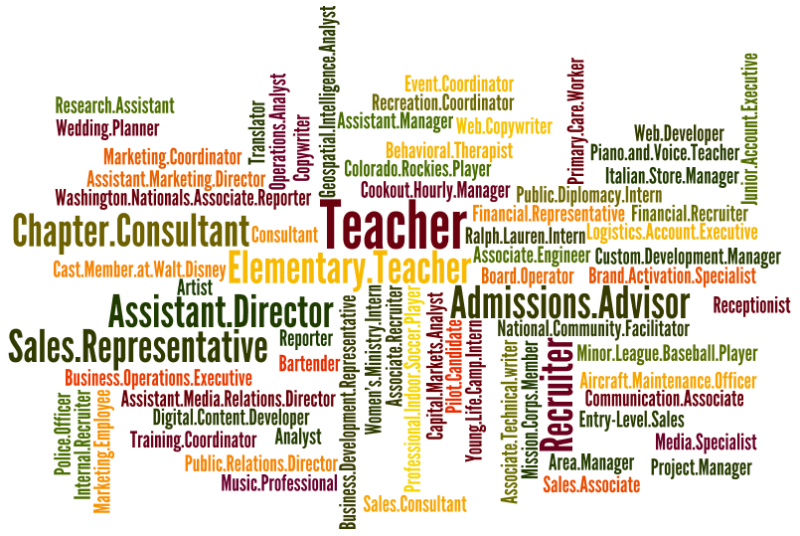 Geospatial.Intelligence.Analyst
Junior.Account.Executive
Primary.Care.Worker
Operations.Analyst
Event.Coordinator
Research.Assistant
Recreation.Coordinator
Translator
Copywriter
Wedding.Planner
Assistant.Manager
Web.Copywriter
Web.Developer
Marketing.Coordinator
Behavioral.Therapist
Piano.and.Voice.Teacher
Colorado.Rockies.Player
Assistant.Marketing.Director
Italian.Store.Manager
Washington.Nationals.Associate.Reporter
Cookout.Hourly.Manager
Public.Diplomacy.Intern
Teacher
Financial.Representative
Financial.Recruiter
Chapter.Consultant
Consultant
Ralph.Lauren.Intern
Logistics.Account.Executive
Associate.Engineer
Custom.Development.Manager
Cast.Member.at.Walt.Disney
Elementary.Teacher
Board.Operator
Brand.Activation.Specialist
Artist
Assistant.Director
Admissions.Advisor
Receptionist
National.Community.Facilitator
Sales.Representative
Reporter
Bartender
Minor.League.Baseball.Player
Business.Development.Representative
Women's.Ministry.Intern
Associate.Recruiter
Professional.Indoor.Soccer.Player
Capital.Markets.Analyst
Pilot.Candidate
Young.Life.Camp.Intern
Associate.Technical.writer
Mission.Corps.Member
Recruiter
Business.Operations.Executive
Aircraft.Maintenance.Officer
Assistant.Media.Relations.Director
Communication.Associate
Police.Officer
Internal.Recruiter
Marketing.Employee
Digital.Content.Developer
Entry-Level.Sales
Training.Coordinator
Analyst
Media.Specialist
Public.Relations.Director
Area.Manager
Project.Manager
Music.Professional
Sales.Associate
Sales.Consultant